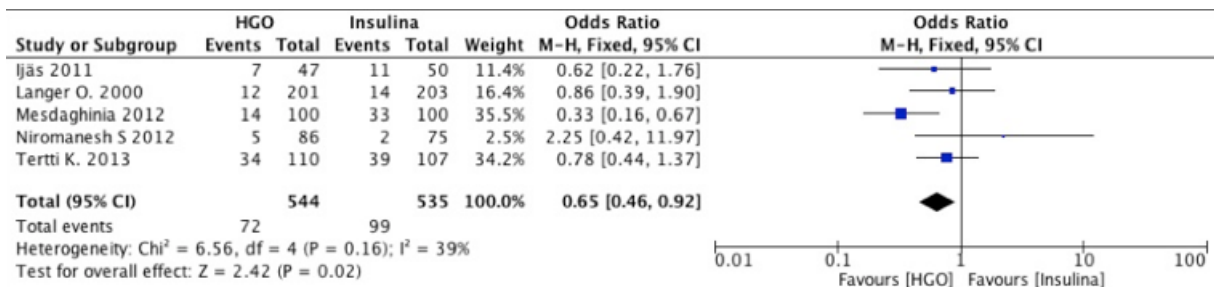 HGO Insulina Odds Ratio Odds Ratio
Study or Subgroup Events Total Events Total Weight M-H, Fixed, 95% CI M-H, Fixed, 95% CI
Ijäs 2011 7 47 11 50 11.4% 0.62 [0.22, 1.76]
Langer O. 2000 12 201 14 203 16.4% 0.86 [0.39, 1.90]
Mesdaghinia 2012 14 100 33 100 35.5% 0.33 [0.16, 0.67]
Niromanesh S 2012 5 86 2 75 2.5% 2.25 [0.42, 11.97]
Tertti K. 2013 34 110 39 107 34.2% 0.78 [0.44, 1.37]
Total (95% CI) 544 535 100.0% 0.65 [0.46, 0.92]
Total events 72 99
Heterogeneity: Chi² = 6.56, df = 4 (P = 0.16); I² = 39%
Test for overall effect: Z = 2.42 (P = 0.02)
0.01 0.1 1 10 100
Favours [HGO] Favours [Insulina]